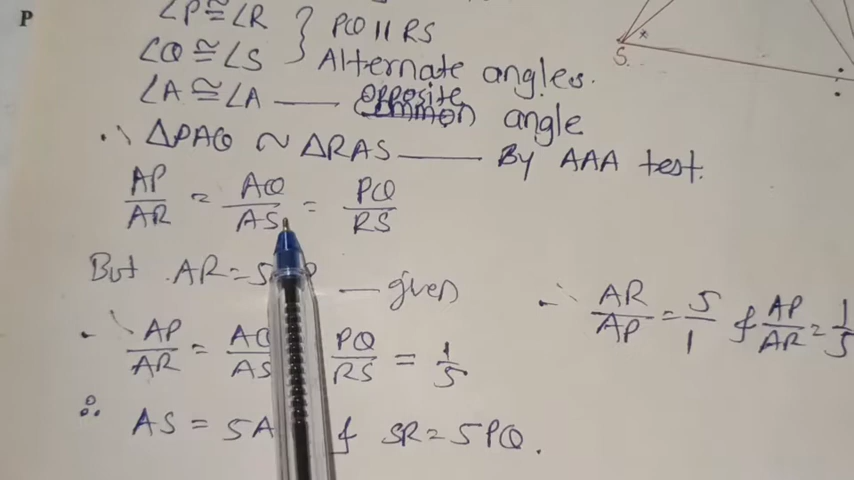 P
∠P ≅ ∠R } PQ || RS
∠Q ≅ ∠S } Alternate angles.
S. x
∠A ≅ ∠A —— opposite angle
∴ ΔPAQ ~ ΔRAS —— By AAA test.
AP/AR = AQ/AS = PQ/RS
But AR = 5 P — given
∴ AR/AP = 5/1 & AP/AR = 1/5
∴ AP/AR = AQ/AS PQ/RS = 1/5
∴ AS = 5A & SR = 5PQ.